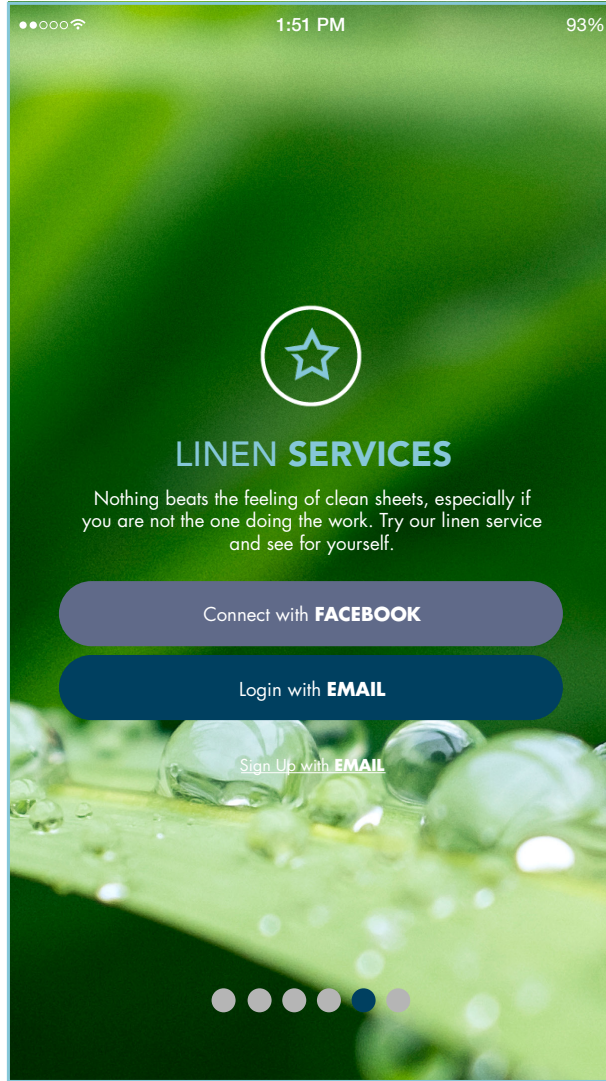 1:51 PM
93%
LINEN SERVICES
Nothing beats the feeling of clean sheets, especially if
you are not the one doing the work. Try our linen service
and see for yourself.
Connect with FACEBOOK
Login with EMAIL
Sign Up with EMAIL